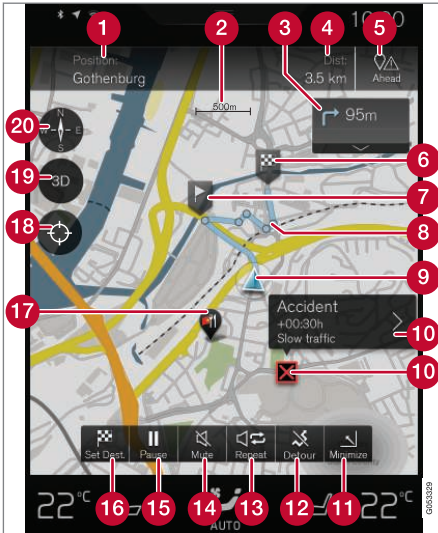 1
2
3
4
5
Position:
Gothenburg
Dist:
3.5 km
Ahead
500m
95m
N
W E
S
20
19
3D
18
6
7
8
9
17
Accident
+00:30h
Slow traffic
10
10
Set Dest.
Pause
Mute
Repeat
Detour
Minimize
16
15
14
13
12
11
22°C
AUTO
22°C
G053329